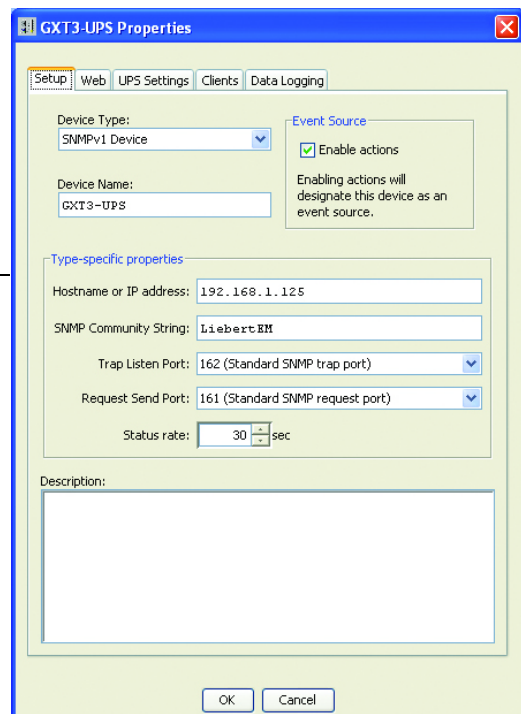 GXT3-UPS Properties
Setup Web UPS Settings Clients Data Logging
Device Type:
SNMPv1 Device
Device Name:
GXT3-UPS
Event Source
Enable actions
Enabling actions will
designate this device as an
event source.
Type-specific properties
Hostname or IP address: 192.168.1.125
SNMP Community String: LiebertEM
Trap Listen Port: 162 (Standard SNMP trap port)
Request Send Port: 161 (Standard SNMP request port)
Status rate: 30 sec
Description:
OK Cancel